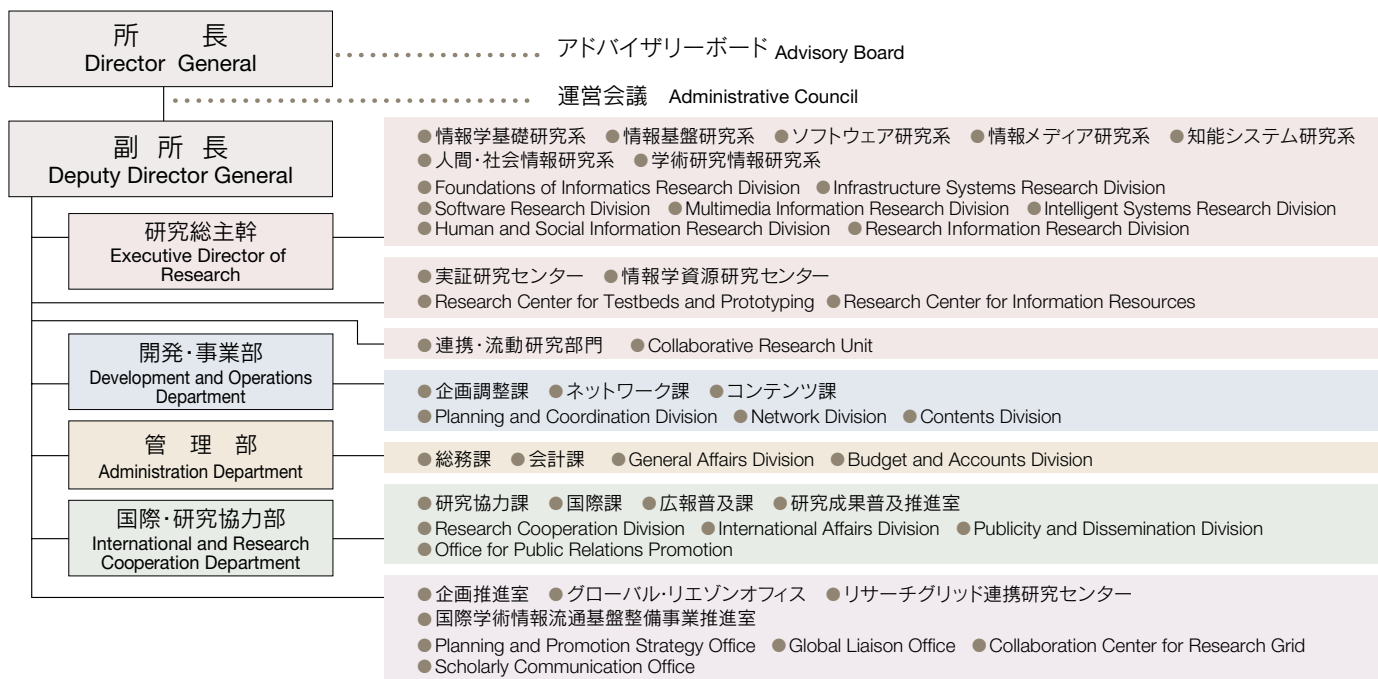 所 長
Director General
アドバイザリーボード Advisory Board
運営会議 Administrative Council
副 所 長
Deputy Director General
●情報学基礎研究系 ●情報基盤研究系 ●ソフトウェア研究系 ●情報メディア研究系 ●知能システム研究系
●人間・社会情報研究系 ●学術研究情報研究系
●Foundations of Informatics Research Division ●Infrastructure Systems Research Division
●Software Research Division ●Multimedia Information Research Division ●Intelligent Systems Research Division
●Human and Social Information Research Division ●Research Information Research Division
研究総主幹
Executive Director of
Research
●実証研究センター ●情報学資源研究センター
●Research Center for Testbeds and Prototyping ●Research Center for Information Resources
●連携・流動研究部門 ●Collaborative Research Unit
開発・事業部
Development and Operations
Department
●企画調整課 ●ネットワーク課 ●コンテンツ課
●Planning and Coordination Division ●Network Division ●Contents Division
管 理 部
Administration Department
●総務課 ●会計課 ●General Affairs Division ●Budget and Accounts Division
国際・研究協力部
International and Research
Cooperation Department
●研究協力課 ●国際課 ●広報普及課 ●研究成果普及推進室
●Research Cooperation Division ●International Affairs Division ●Publicity and Dissemination Division
●Office for Public Relations Promotion
●企画推進室 ●グローバル・リエゾンオフィス ●リサーチグリッド連携研究センター
●国際学術情報流通基盤整備事業推進室
●Planning and Promotion Strategy Office ●Global Liaison Office ●Collaboration Center for Research Grid
●Scholarly Communication Office